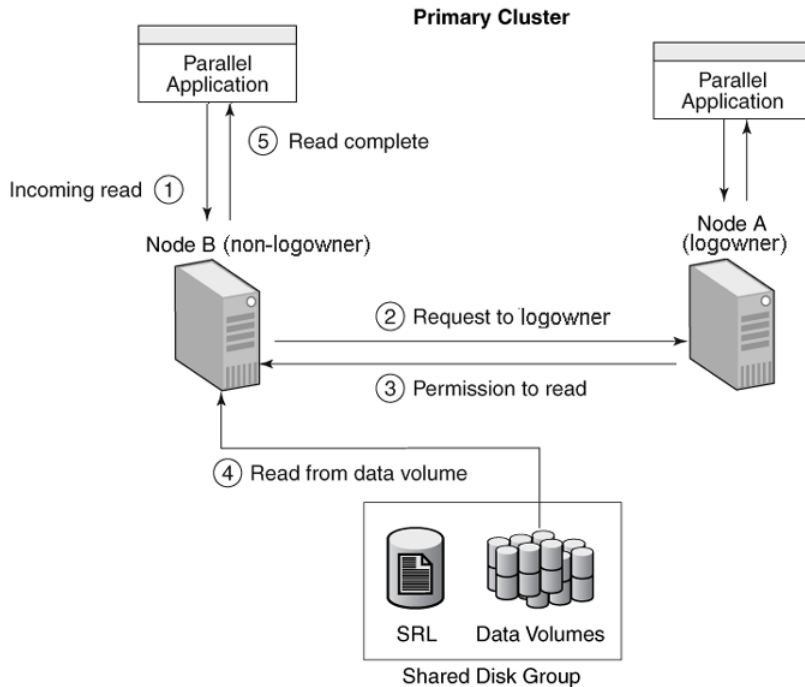 Primary Cluster
Parallel
Application
Parallel
Application
5 Read complete
Incoming read 1
Node B (non-logowner)
Node A
(logowner)
2 Request to logowner
3 Permission to read
4 Read from data volume
SRL
Data Volumes
Shared Disk Group